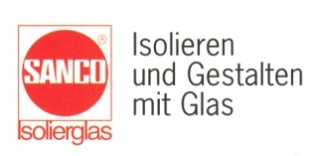 SANCO®
Isolierglas
Isolieren
und Gestalten
mit Glas